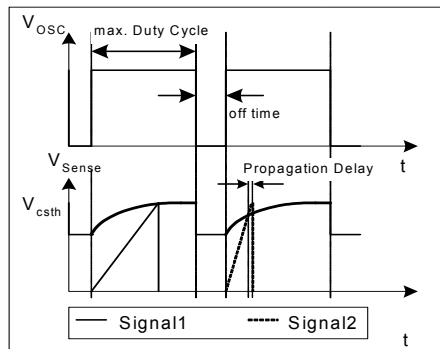 V_OSC
max. Duty Cycle
off time
t
V_Sense
Propagation Delay
V_csth
t
Signal1
Signal2